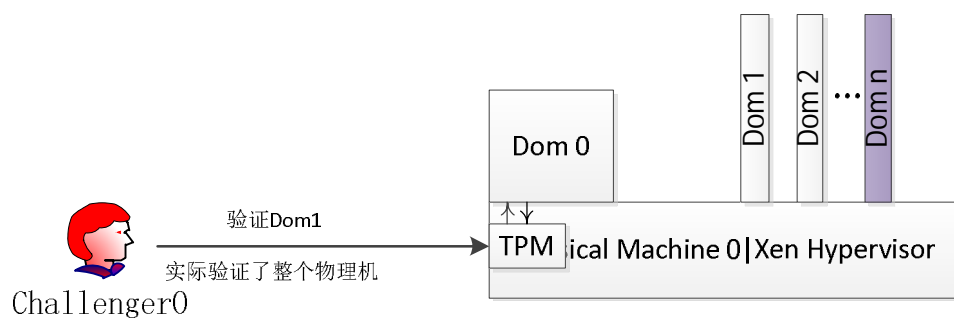 Dom 0
Dom 1
Dom 2
...
Dom n
验证Dom1
TPM
sical Machine 0|Xen Hypervisor
实际验证了整个物理机
Challenger0